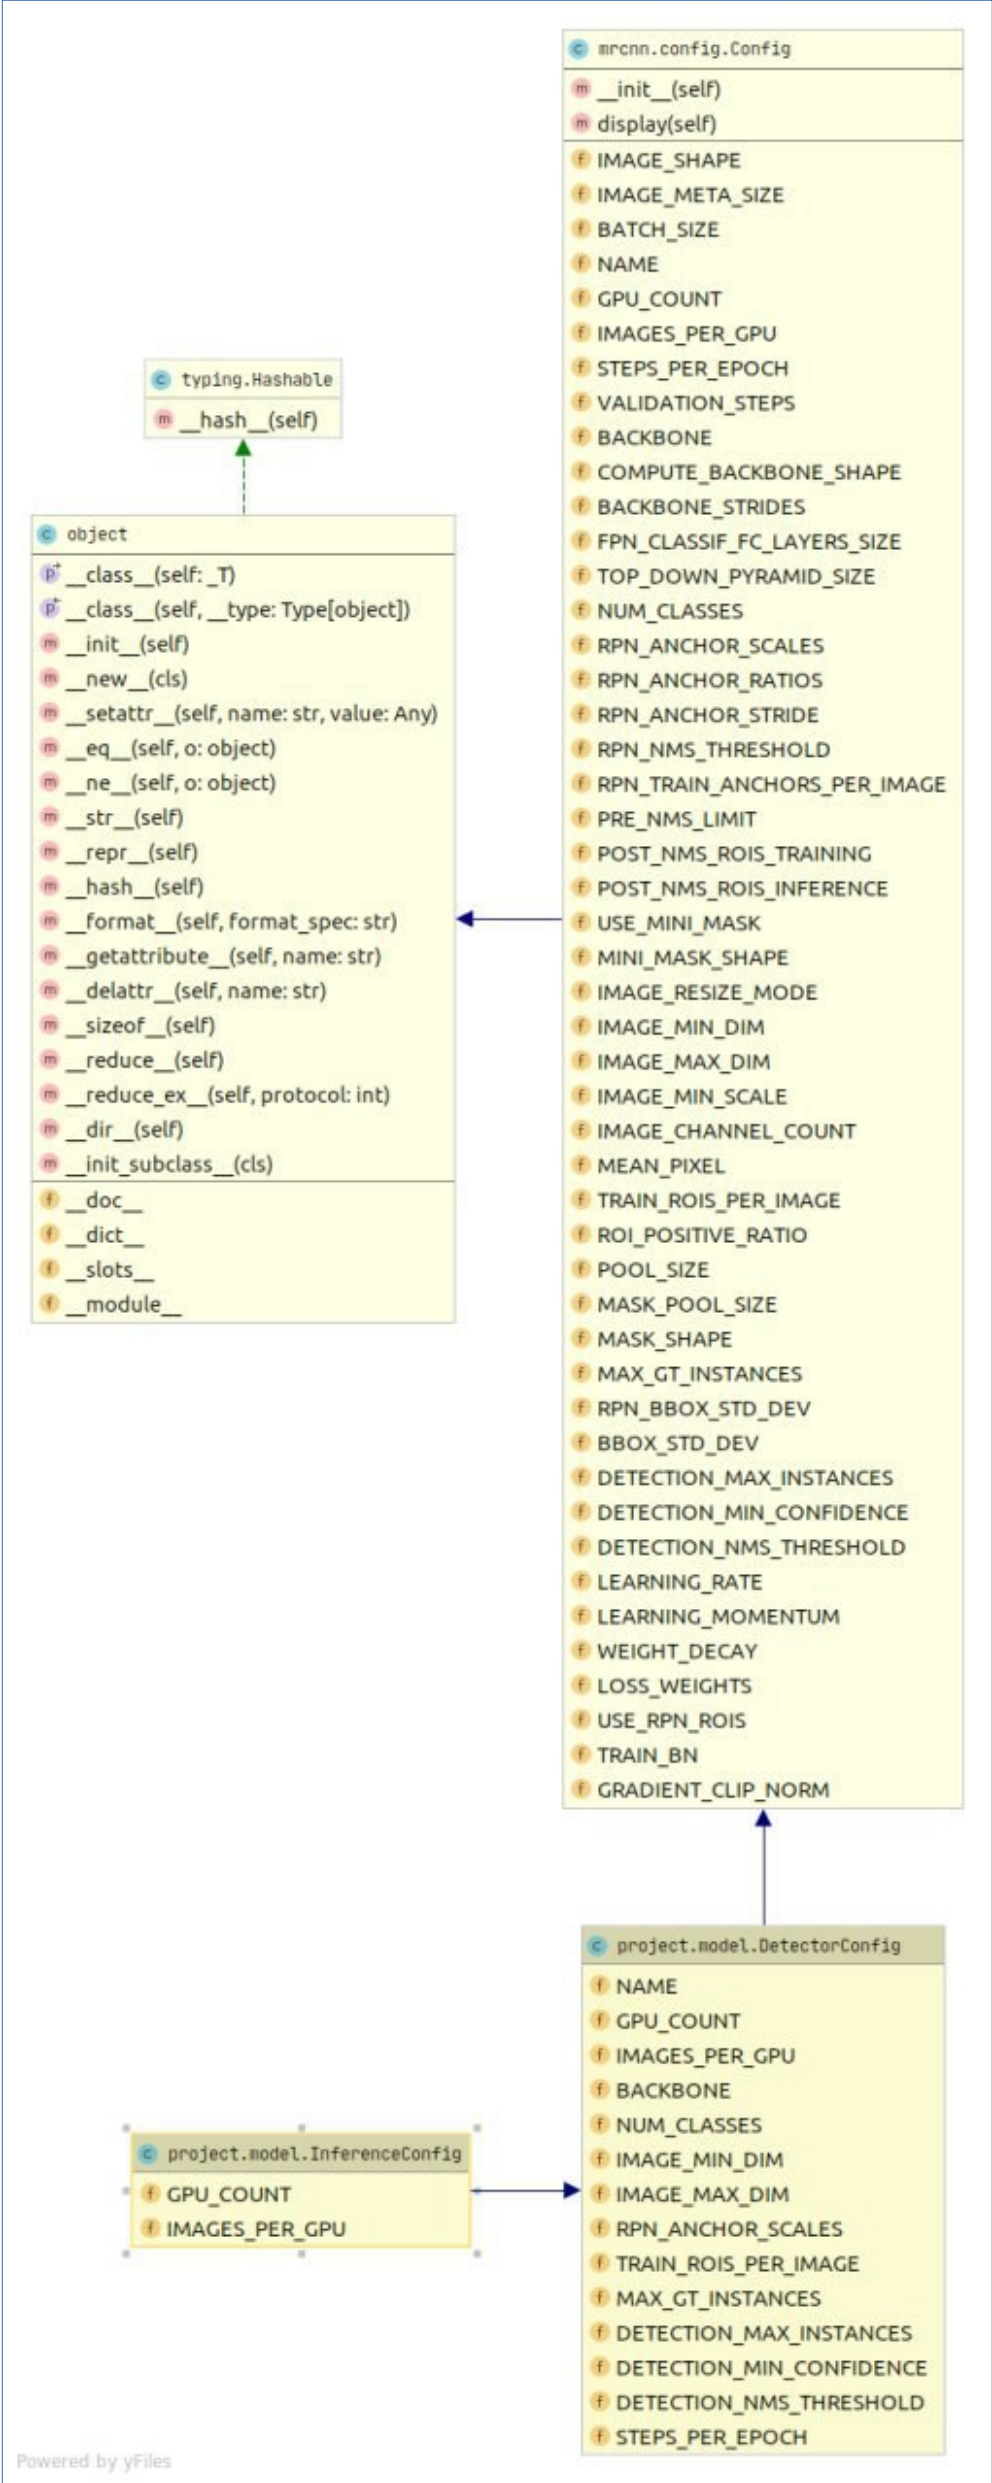 mrcnn.config.Config
__init__(self)
display(self)
IMAGE_SHAPE
IMAGE_META_SIZE
BATCH_SIZE
NAME
GPU_COUNT
IMAGES_PER_GPU
STEPS_PER_EPOCH
VALIDATION_STEPS
BACKBONE
COMPUTE_BACKBONE_SHAPE
BACKBONE_STRIDES
FPN_CLASSIF_FC_LAYERS_SIZE
TOP_DOWN_PYRAMID_SIZE
NUM_CLASSES
RPN_ANCHOR_SCALES
RPN_ANCHOR_RATIOS
RPN_ANCHOR_STRIDE
RPN_NMS_THRESHOLD
RPN_TRAIN_ANCHORS_PER_IMAGE
PRE_NMS_LIMIT
POST_NMS_ROIS_TRAINING
POST_NMS_ROIS_INFERENCE
USE_MINI_MASK
MINI_MASK_SHAPE
IMAGE_RESIZE_MODE
IMAGE_MIN_DIM
IMAGE_MAX_DIM
IMAGE_MIN_SCALE
IMAGE_CHANNEL_COUNT
MEAN_PIXEL
TRAIN_ROIS_PER_IMAGE
ROI_POSITIVE_RATIO
POOL_SIZE
MASK_POOL_SIZE
MASK_SHAPE
MAX_GT_INSTANCES
RPN_BBOX_STD_DEV
BBOX_STD_DEV
DETECTION_MAX_INSTANCES
DETECTION_MIN_CONFIDENCE
DETECTION_NMS_THRESHOLD
LEARNING_RATE
LEARNING_MOMENTUM
WEIGHT_DECAY
LOSS_WEIGHTS
USE_RPN_ROIS
TRAIN_BN
GRADIENT_CLIP_NORM
typing.Hashable
__hash__(self)
object
__class__(self: _T)
__class__(self, __type: Type[object])
__init__(self)
__new__(cls)
__setattr__(self, name: str, value: Any)
__eq__(self, o: object)
__ne__(self, o: object)
__str__(self)
__repr__(self)
__hash__(self)
__format__(self, format_spec: str)
__getattribute__(self, name: str)
__delattr__(self, name: str)
__sizeof__(self)
__reduce__(self)
__reduce_ex__(self, protocol: int)
__dir__(self)
__init_subclass__(cls)
__doc__
__dict__
__slots__
__module__
project.model.DetectorConfig
NAME
GPU_COUNT
IMAGES_PER_GPU
BACKBONE
NUM_CLASSES
IMAGE_MIN_DIM
IMAGE_MAX_DIM
RPN_ANCHOR_SCALES
TRAIN_ROIS_PER_IMAGE
MAX_GT_INSTANCES
DETECTION_MAX_INSTANCES
DETECTION_MIN_CONFIDENCE
DETECTION_NMS_THRESHOLD
STEPS_PER_EPOCH
project.model.InferenceConfig
GPU_COUNT
IMAGES_PER_GPU
Powered by yFiles